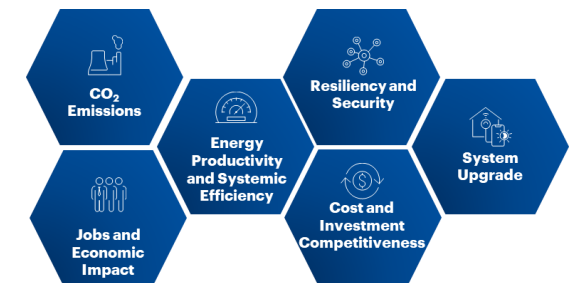 CO₂
Emissions
Resiliency and
Security
Energy
Productivity
and Systemic
Efficiency
System
Upgrade
Jobs and
Economic
Impact
Cost and
Investment
Competitiveness
$